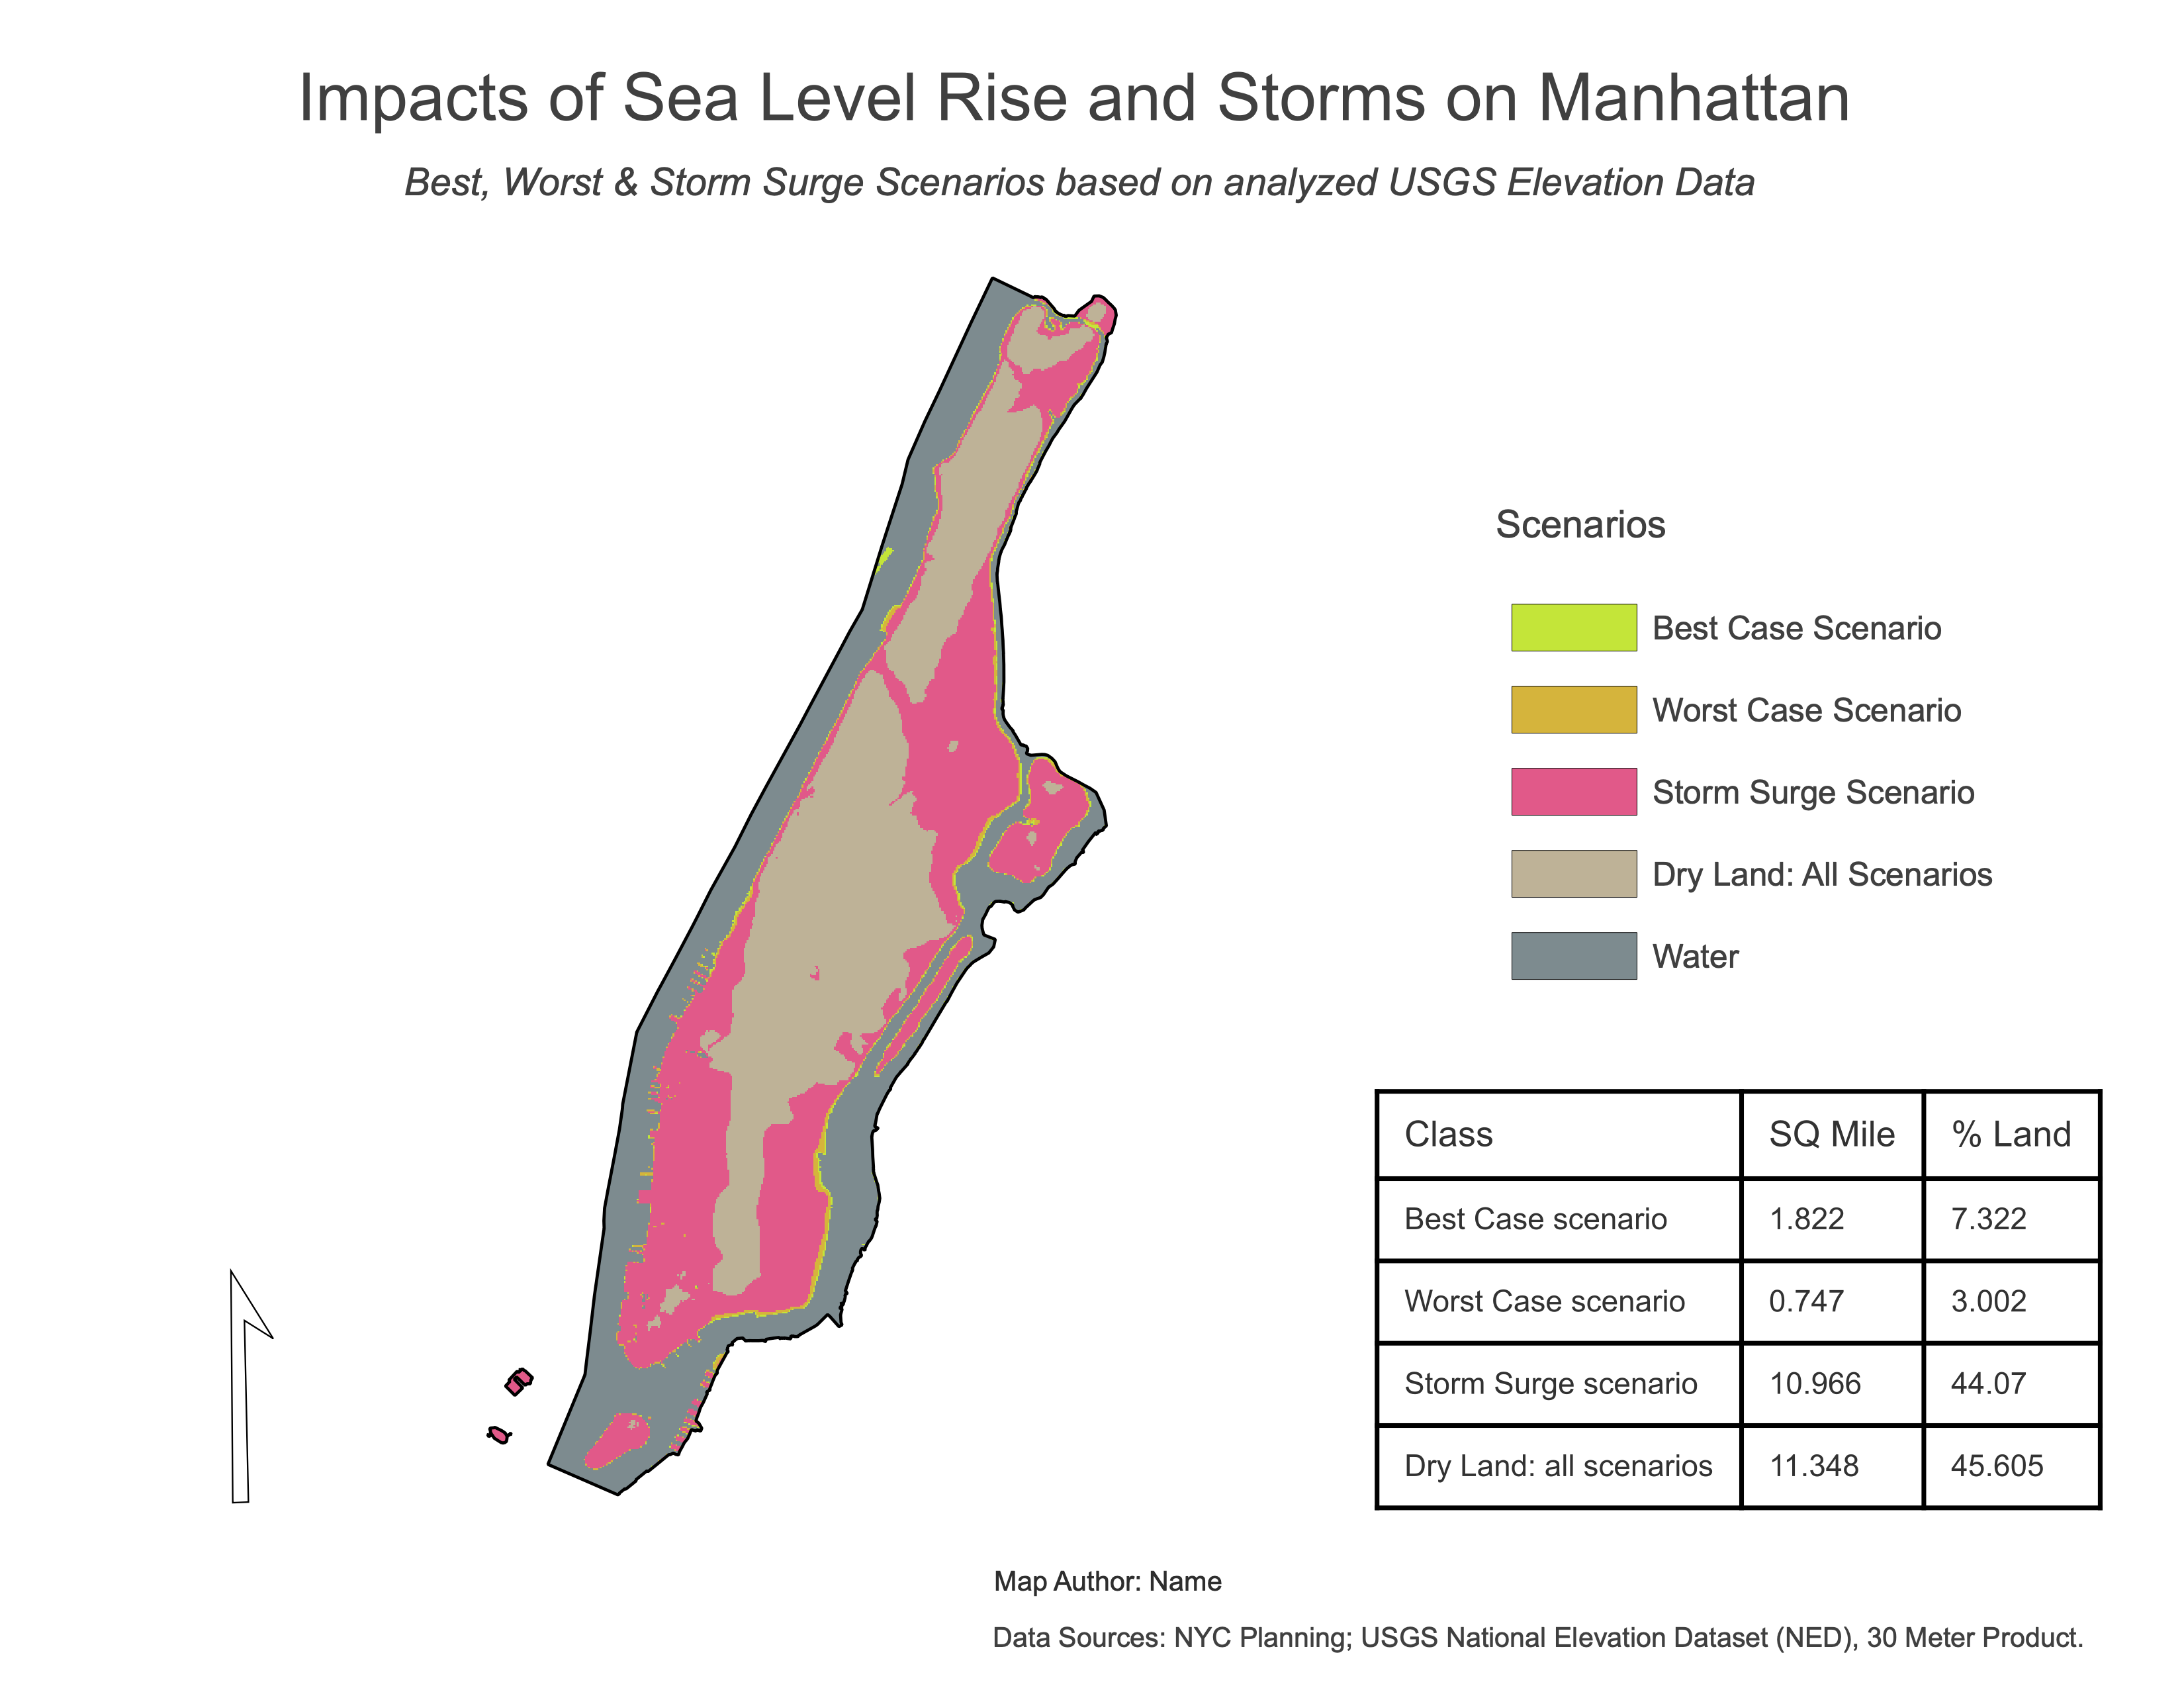 Impacts of Sea Level Rise and Storms on Manhattan
Best, Worst & Storm Surge Scenarios based on analyzed USGS Elevation Data
Scenarios
Best Case Scenario
Worst Case Scenario
Storm Surge Scenario
Dry Land: All Scenarios
Water
Class SQ Mile % Land
Best Case scenario 1.822 7.322
Worst Case scenario 0.747 3.002
Storm Surge scenario 10.966 44.07
Dry Land: all scenarios 11.348 45.605
Map Author: Name
Data Sources: NYC Planning; USGS National Elevation Dataset (NED), 30 Meter Product.